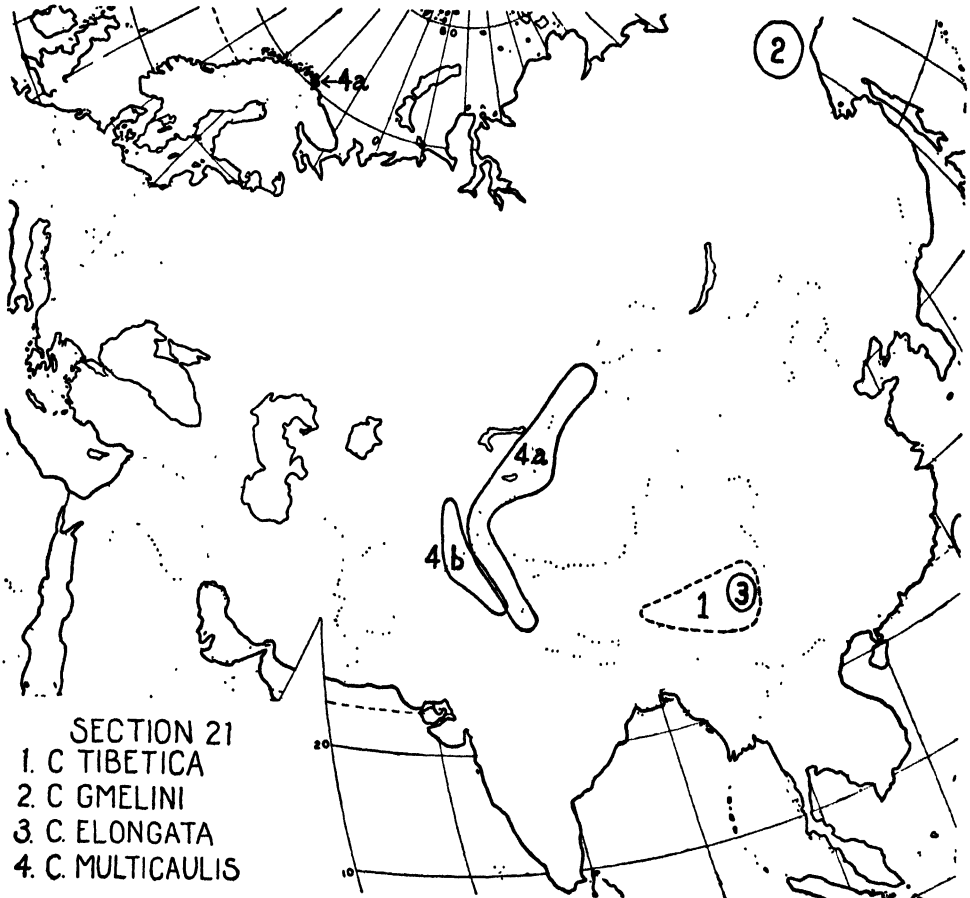 2
4a
4a
4b
1
3
20
10
SECTION 21
1. C TIBETICA
2. C GMELINI
3. C. ELONGATA
4. C. MULTICAULIS